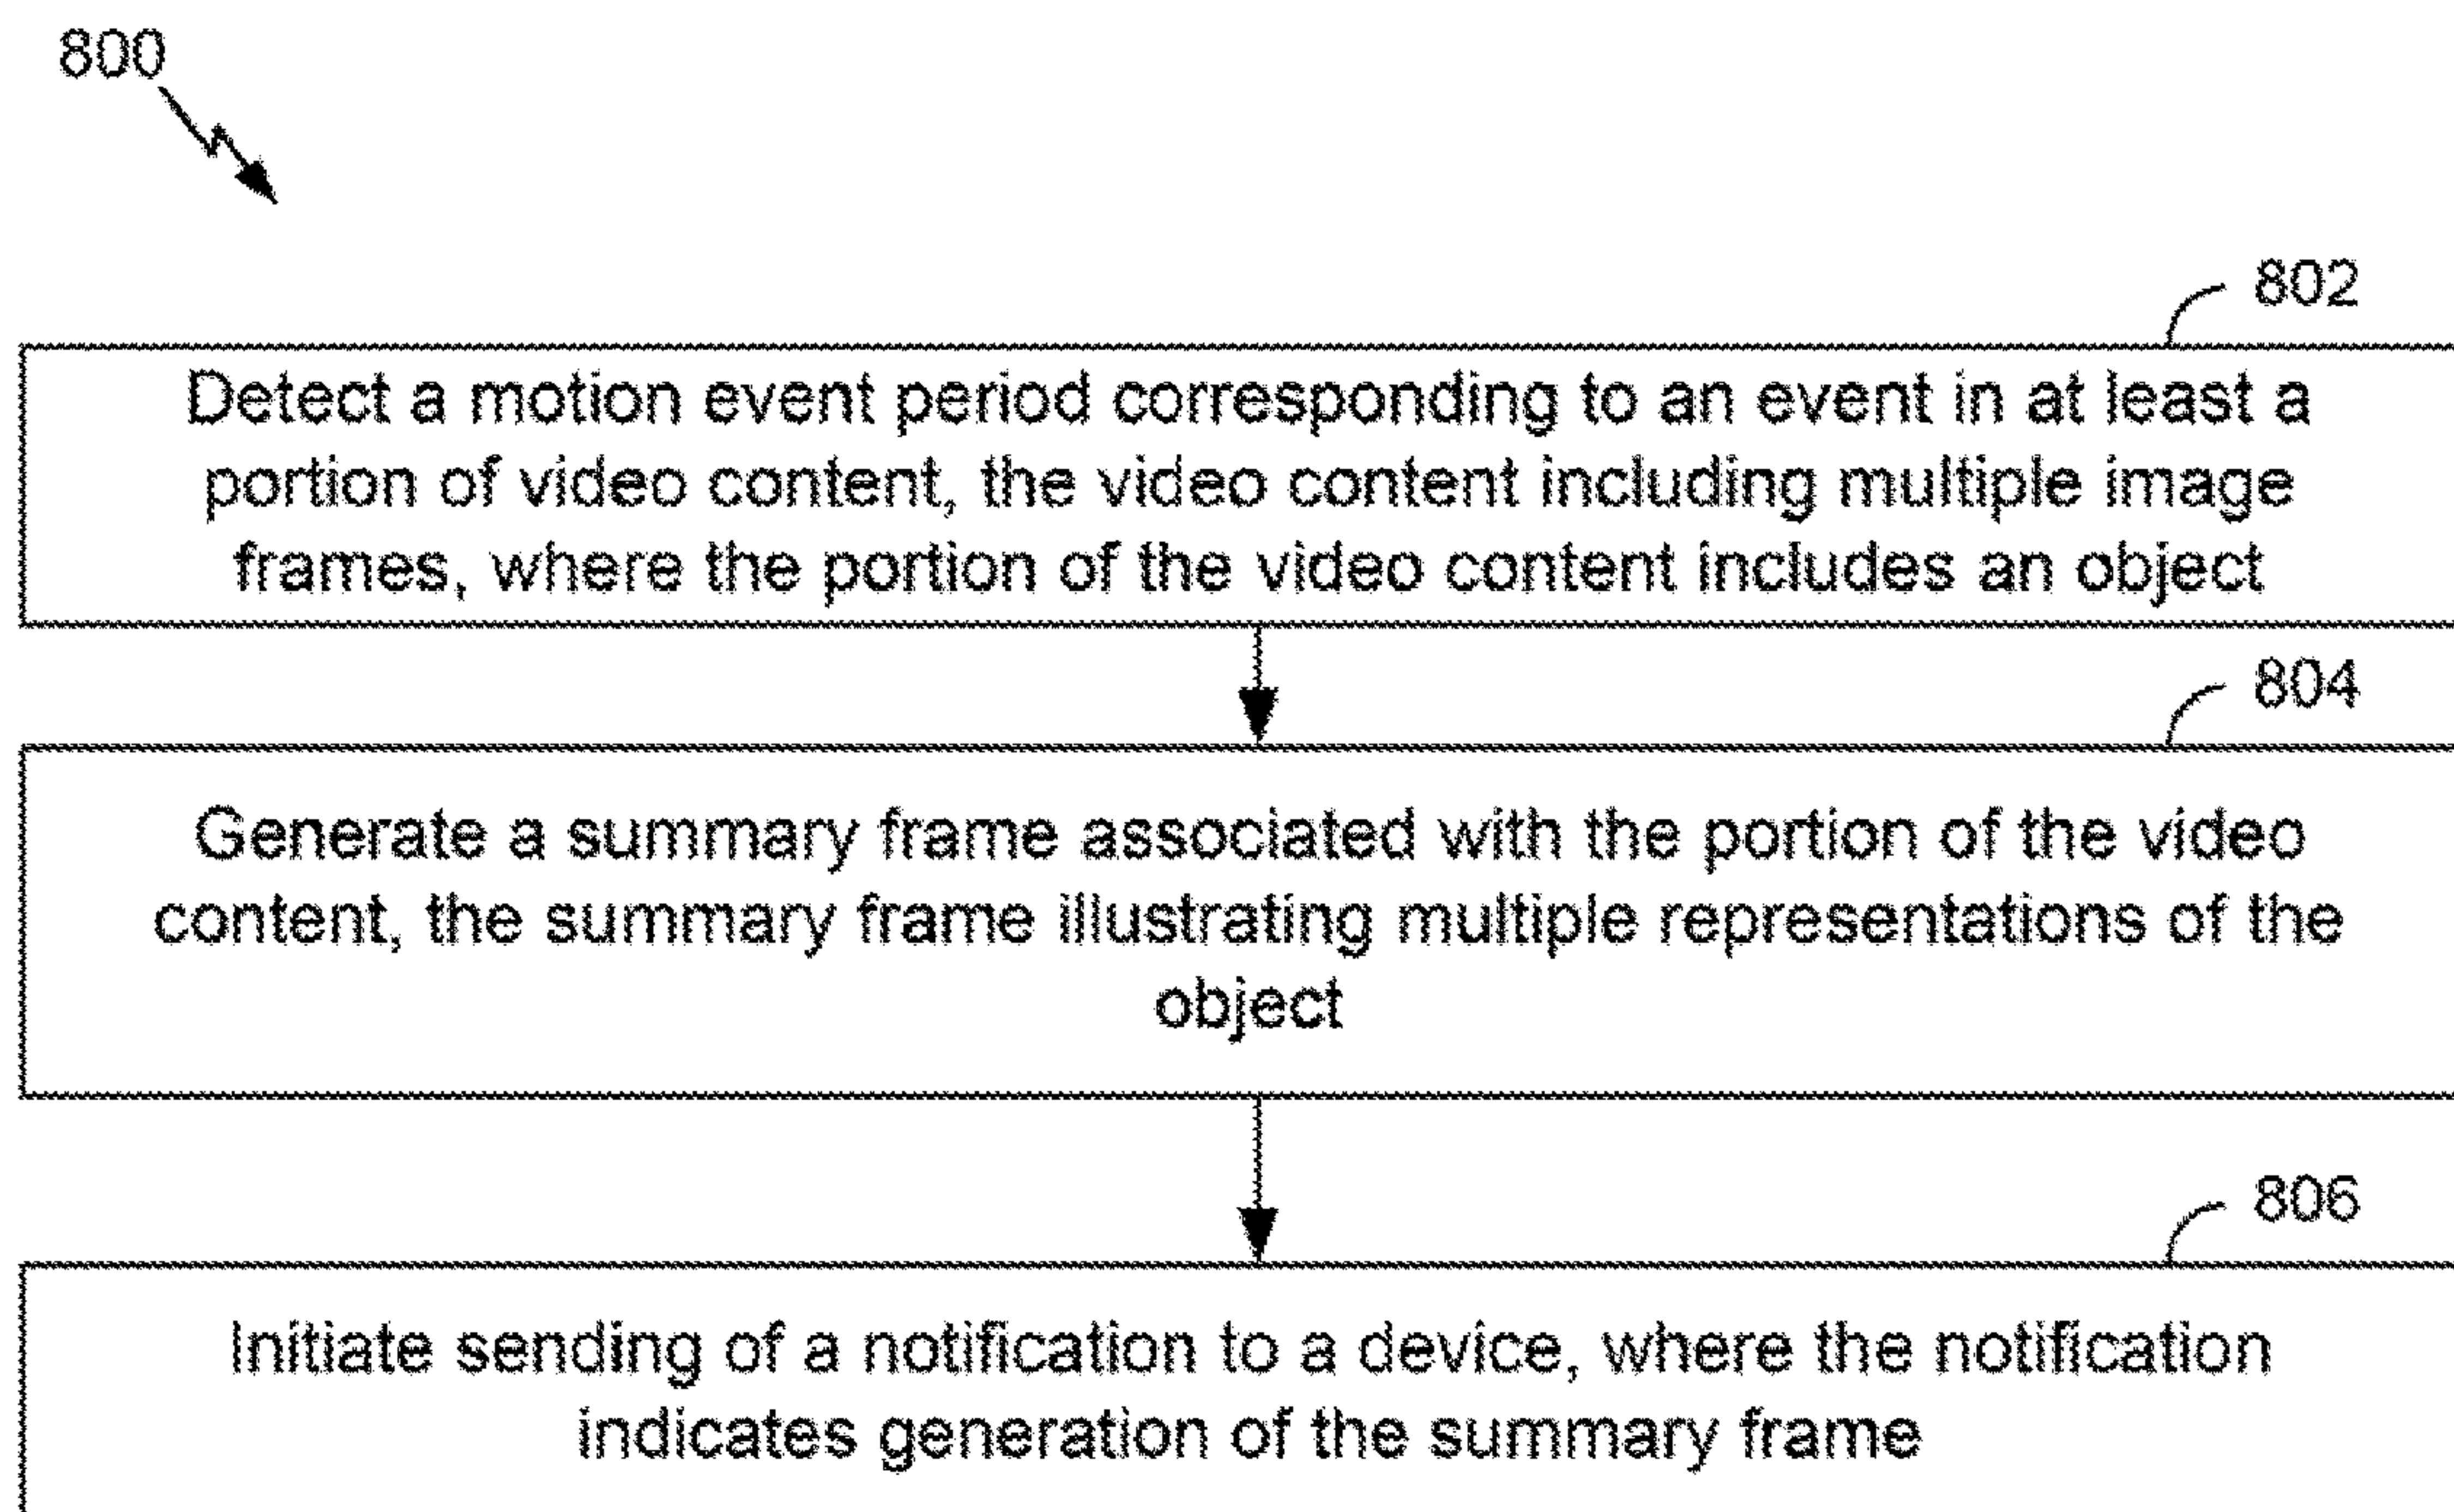 800
802
Detect a motion event period corresponding to an event in at least a
portion of video content, the video content including multiple image
frames, where the portion of the video content includes an object
804
Generate a summary frame associated with the portion of the video
content, the summary frame illustrating multiple representations of the
object
806
Initiate sending of a notification to a device, where the notification
indicates generation of the summary frame